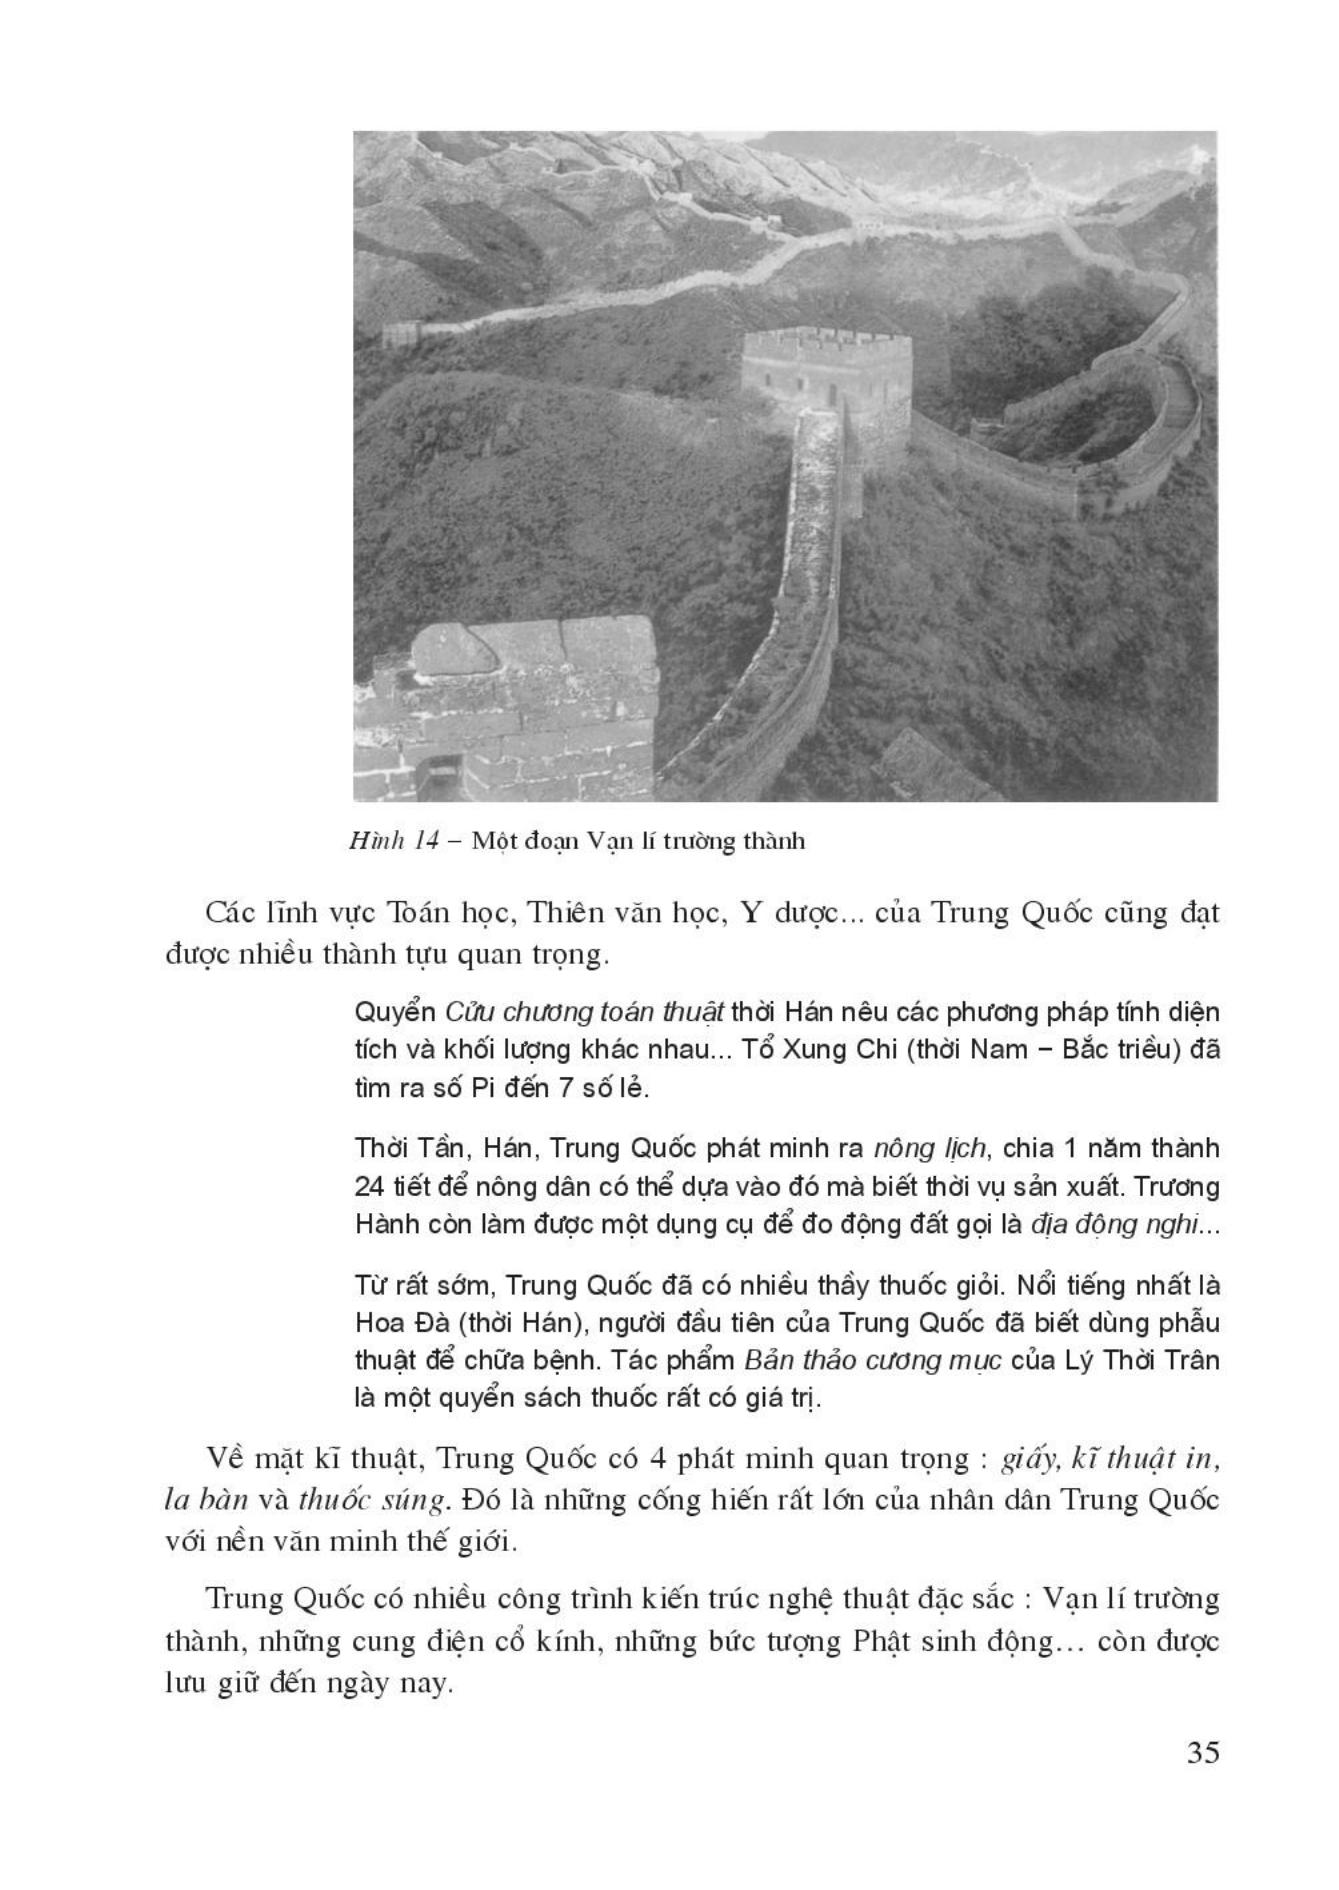 Hình 14 – Một đoạn Vạn lí trường thành
Các lĩnh vực Toán học, Thiên văn học, Y dược... của Trung Quốc cũng đạt
được nhiều thành tựu quan trọng.
Quyển Cửu chương toán thuật thời Hán nêu các phương pháp tính diện
tích và khối lượng khác nhau... Tổ Xung Chi (thời Nam – Bắc triều) đã
tìm ra số Pi đến 7 số lẻ.
Thời Tần, Hán, Trung Quốc phát minh ra nông lịch, chia 1 năm thành
24 tiết để nông dân có thể dựa vào đó mà biết thời vụ sản xuất. Trương
Hành còn làm được một dụng cụ để đo động đất gọi là địa động nghi...
Từ rất sớm, Trung Quốc đã có nhiều thầy thuốc giỏi. Nổi tiếng nhất là
Hoa Đà (thời Hán), người đầu tiên của Trung Quốc đã biết dùng phẫu
thuật để chữa bệnh. Tác phẩm Bản thảo cương mục của Lý Thời Trân
là một quyển sách thuốc rất có giá trị.
Về mặt kĩ thuật, Trung Quốc có 4 phát minh quan trọng : giấy, kĩ thuật in,
la bàn và thuốc súng. Đó là những cống hiến rất lớn của nhân dân Trung Quốc
với nền văn minh thế giới.
Trung Quốc có nhiều công trình kiến trúc nghệ thuật đặc sắc : Vạn lí trường
thành, những cung điện cổ kính, những bức tượng Phật sinh động... còn được
lưu giữ đến ngày nay.
35